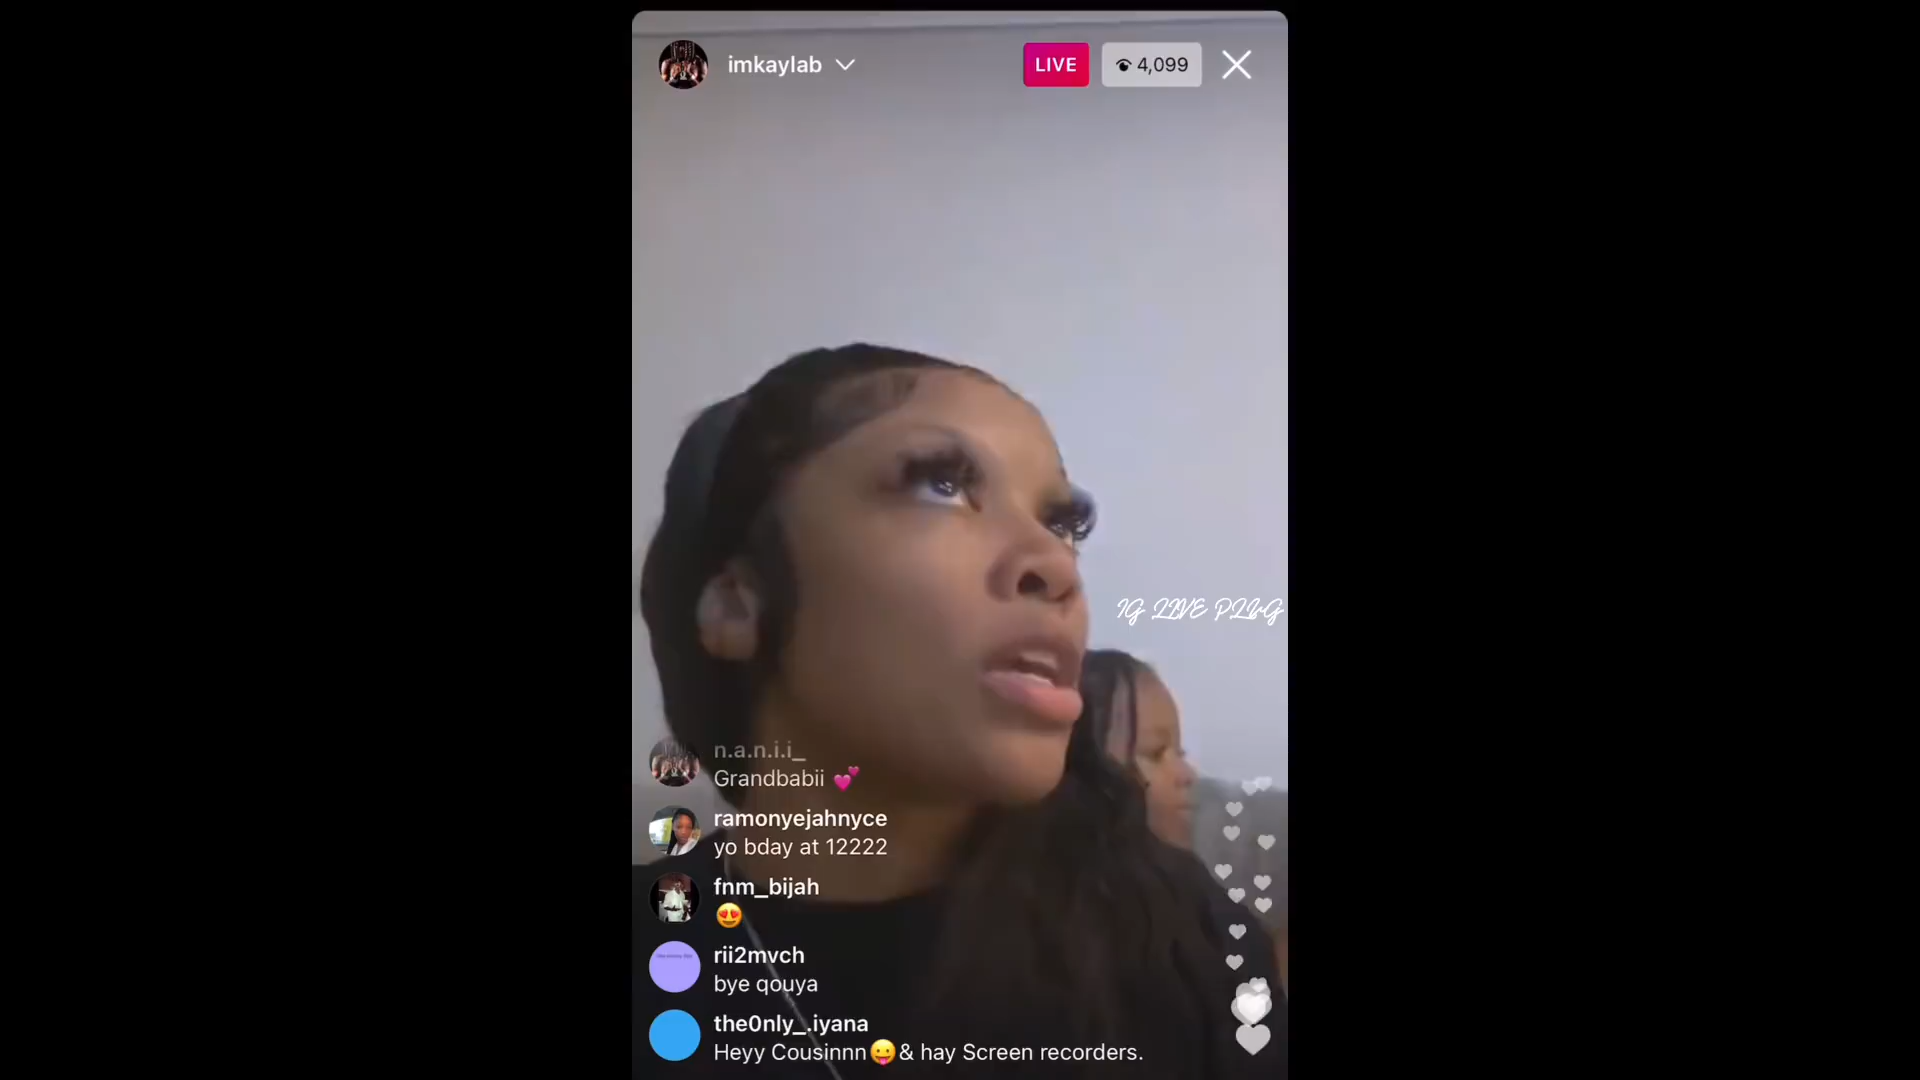 imkaylab
LIVE
4,099
IG LIVE PLUG
n.a.n.i.i_
Grandbabii 💕
ramonyejahnyce
yo bday at 12222
fnm_bijah
😍
rii2mvch
bye qouya
the0nly_.iyana
Heyy Cousinnn😛& hay Screen recorders.